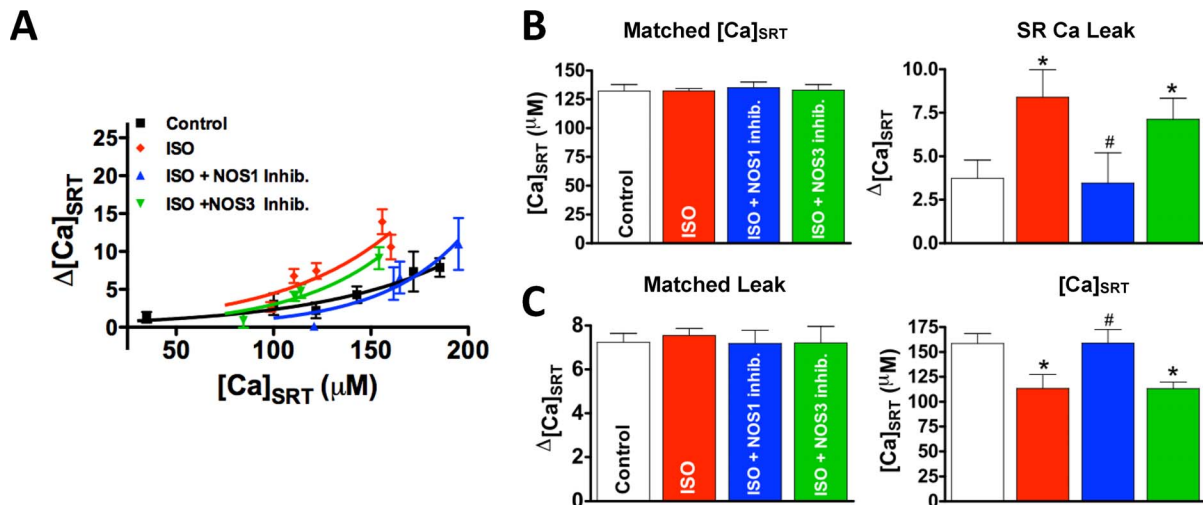 A
Δ[Ca]SRT
25
20
15
10
5
0
50
100
150
200
[Ca]SRT (μM)
Control
ISO
ISO + NOS1 Inhib.
ISO +NOS3 Inhib.
B
Matched [Ca]SRT
[Ca]SRT (μM)
150
125
100
75
50
25
0
Control
ISO
ISO + NOS1 inhib.
ISO + NOS3 inhib.
SR Ca Leak
Δ[Ca]SRT
10.0
7.5
5.0
2.5
0.0
*
#
*
C
Matched Leak
Δ[Ca]SRT
8
6
4
2
0
Control
ISO
ISO + NOS1 inhib.
ISO + NOS3 inhib.
[Ca]SRT
[Ca]SRT (μM)
175
150
125
100
75
50
25
0
*
#
*